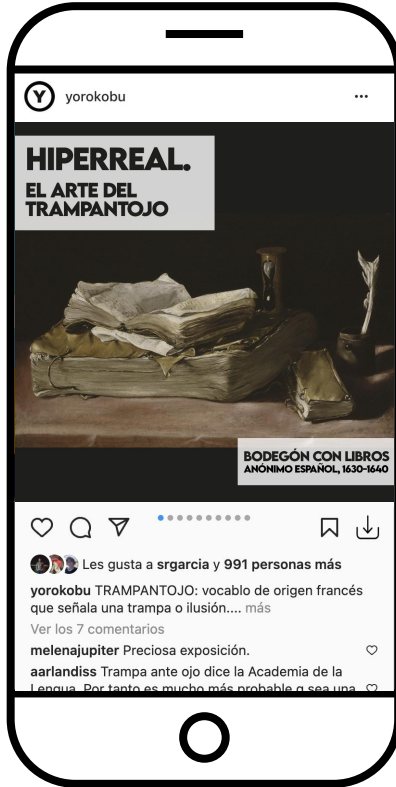 Y
yorokobu
HIPERREAL.
EL ARTE DEL
TRAMPANTOJO
BODEGÓN CON LIBROS
ANÓNIMO ESPAÑOL, 1630-1640
Les gusta a srgarcia y 991 personas más
yorokobu TRAMPANTOJO: vocablo de origen francés
que señala una trampa o ilusión.... más
Ver los 7 comentarios
melenajupiter Preciosa exposición.
aarlandiss Trampa ante ojo dice la Academia de la
Lengua. Por tanto es mucho más probable q sea una